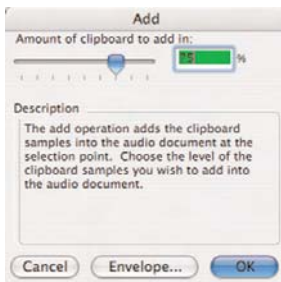 Add
Amount of clipboard to add in:
75 %
Description
The add operation adds the clipboard
samples into the audio document at the
selection point. Choose the level of the
clipboard samples you wish to add into
the audio document.
Cancel Envelope... OK